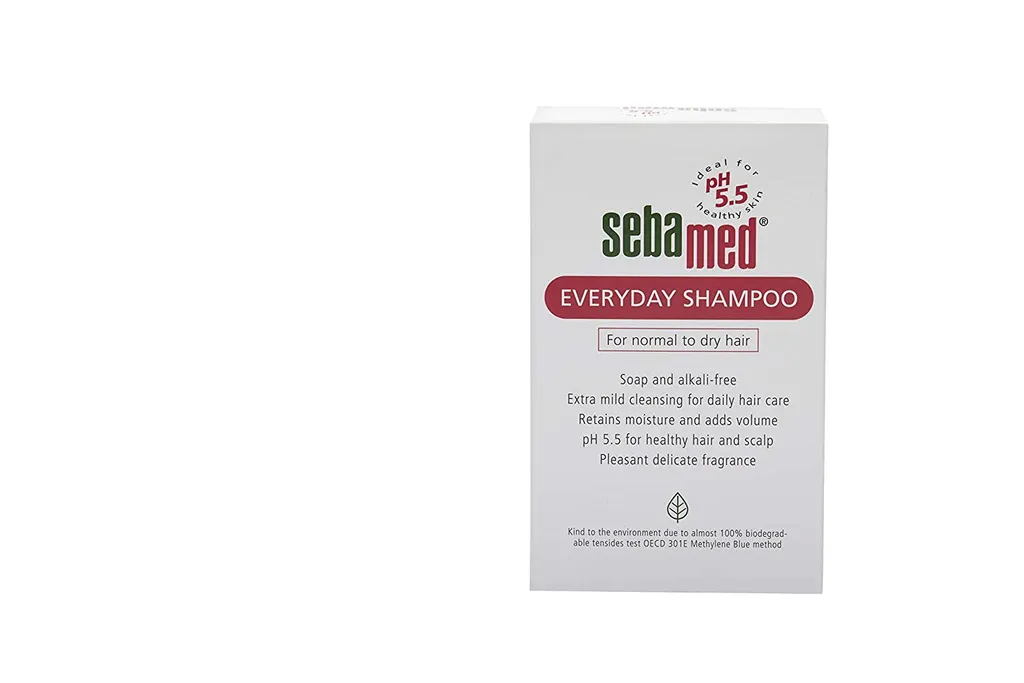 Ideal for
pH
5.5
healthy skin
sebamed®
EVERYDAY SHAMPOO
For normal to dry hair
Soap and alkali-free
Extra mild cleansing for daily hair care
Retains moisture and adds volume
pH 5.5 for healthy hair and scalp
Pleasant delicate fragrance
Kind to the environment due to almost 100% biodegrad-
able tensides test OECD 301E Methylene Blue method